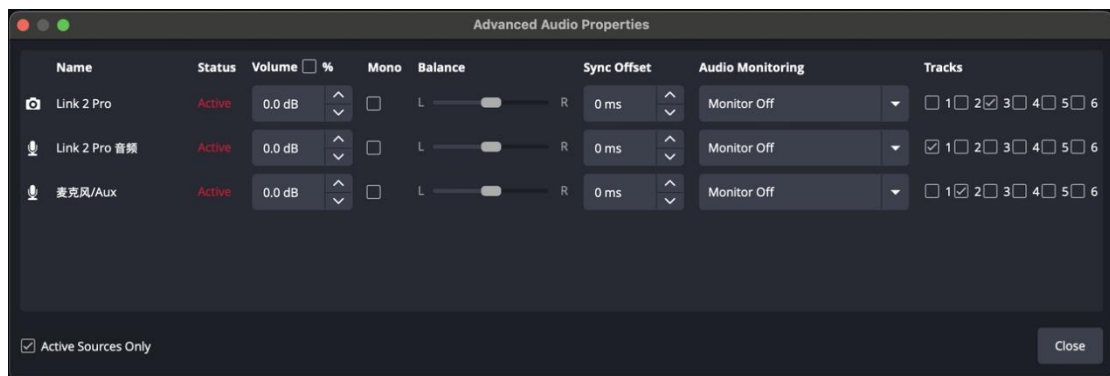 Advanced Audio Properties
Name Status Volume % Mono Balance Sync Offset Audio Monitoring Tracks
Link 2 Pro Active 0.0 dB L R 0 ms Monitor Off 1 2 3 4 5 6
Link 2 Pro 音频 Active 0.0 dB L R 0 ms Monitor Off 1 2 3 4 5 6
麦克风/Aux Active 0.0 dB L R 0 ms Monitor Off 1 2 3 4 5 6
Active Sources Only Close